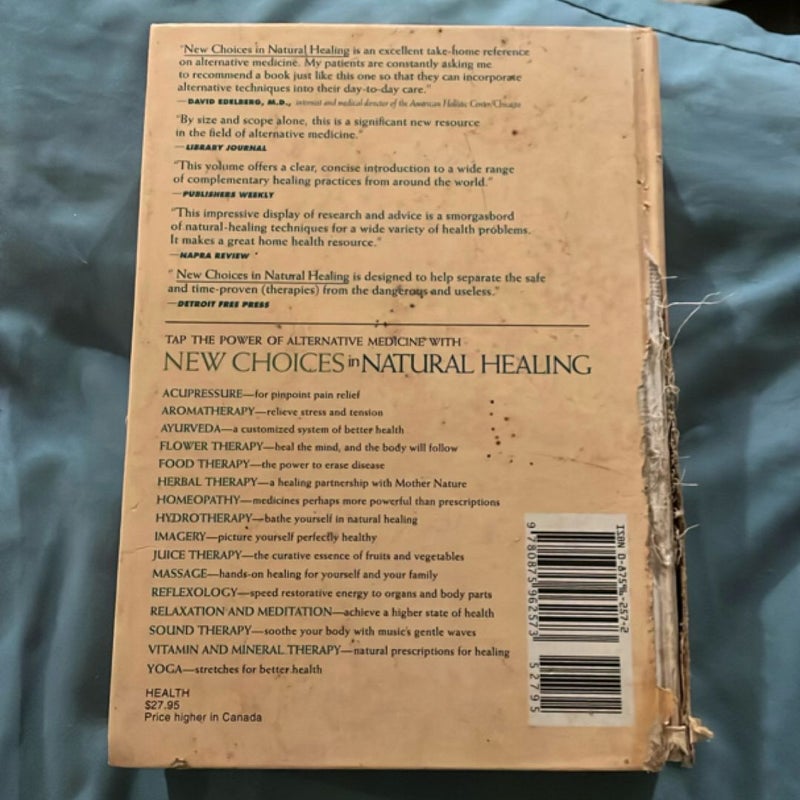 "New Choices in Natural Healing is an excellent take-home reference
on alternative medicine. My patients are constantly asking me
to recommend a book just like this one so that they can incorporate
alternative techniques into their day-to-day care."
—DAVID EDELBERG, M.D., internist and medical director of the American Holistic Center/Chicago
"By size and scope alone, this is a significant new resource
in the field of alternative medicine."
—LIBRARY JOURNAL
"This volume offers a clear, concise introduction to a wide range
of complementary healing practices from around the world."
—PUBLISHERS WEEKLY
"This impressive display of research and advice is a smorgasbord
of natural-healing techniques for a wide variety of health problems.
It makes a great home health resource."
—NAPRA REVIEW
" New Choices in Natural Healing is designed to help separate the safe
and time-proven (therapies) from the dangerous and useless."
—DETROIT FREE PRESS
TAP THE POWER OF ALTERNATIVE MEDICINE WITH
NEW CHOICES in NATURAL HEALING
ACUPRESSURE—for pinpoint pain relief
AROMATHERAPY—relieve stress and tension
AYURVEDA—a customized system of better health
FLOWER THERAPY—heal the mind, and the body will follow
FOOD THERAPY—the power to erase disease
HERBAL THERAPY—a healing partnership with Mother Nature
HOMEOPATHY—medicines perhaps more powerful than prescriptions
HYDROTHERAPY—bathe yourself in natural healing
IMAGERY—picture yourself perfectly healthy
JUICE THERAPY—the curative essence of fruits and vegetables
MASSAGE—hands-on healing for yourself and your family
REFLEXOLOGY—speed restorative energy to organs and body parts
RELAXATION AND MEDITATION—achieve a higher state of health
SOUND THERAPY—soothe your body with music's gentle waves
VITAMIN AND MINERAL THERAPY—natural prescriptions for healing
YOGA—stretches for better health
HEALTH
$27.95
Price higher in Canada
ISBN 0-87596-257-2
9 780875 962573
52795